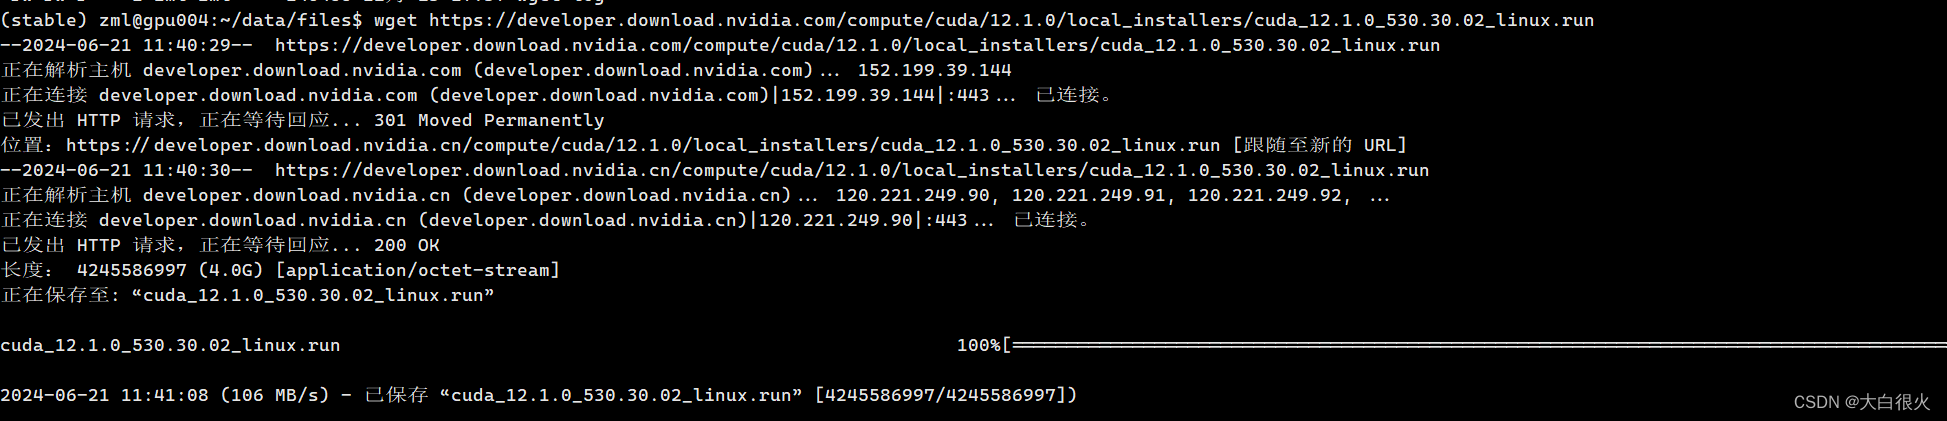 (stable) zml@gpu004:~/data/files$ wget https://developer.download.nvidia.com/compute/cuda/12.1.0/local_installers/cuda_12.1.0_530.30.02_linux.run
--2024-06-21 11:40:29--  https://developer.download.nvidia.com/compute/cuda/12.1.0/local_installers/cuda_12.1.0_530.30.02_linux.run
正在解析主机 developer.download.nvidia.com (developer.download.nvidia.com)... 152.199.39.144
正在连接 developer.download.nvidia.com (developer.download.nvidia.com)|152.199.39.144|:443... 已连接。
已发出 HTTP 请求，正在等待回应... 301 Moved Permanently
位置：https://developer.download.nvidia.cn/compute/cuda/12.1.0/local_installers/cuda_12.1.0_530.30.02_linux.run [跟随至新的 URL]
--2024-06-21 11:40:30--  https://developer.download.nvidia.cn/compute/cuda/12.1.0/local_installers/cuda_12.1.0_530.30.02_linux.run
正在解析主机 developer.download.nvidia.cn (developer.download.nvidia.cn)... 120.221.249.90, 120.221.249.91, 120.221.249.92, ...
正在连接 developer.download.nvidia.cn (developer.download.nvidia.cn)|120.221.249.90|:443... 已连接。
已发出 HTTP 请求，正在等待回应... 200 OK
长度： 4245586997 (4.0G) [application/octet-stream]
正在保存至: “cuda_12.1.0_530.30.02_linux.run”
cuda_12.1.0_530.30.02_linux.run 100%[=====================
2024-06-21 11:41:08 (106 MB/s) - 已保存 “cuda_12.1.0_530.30.02_linux.run” [4245586997/4245586997])
CSDN @大白很火